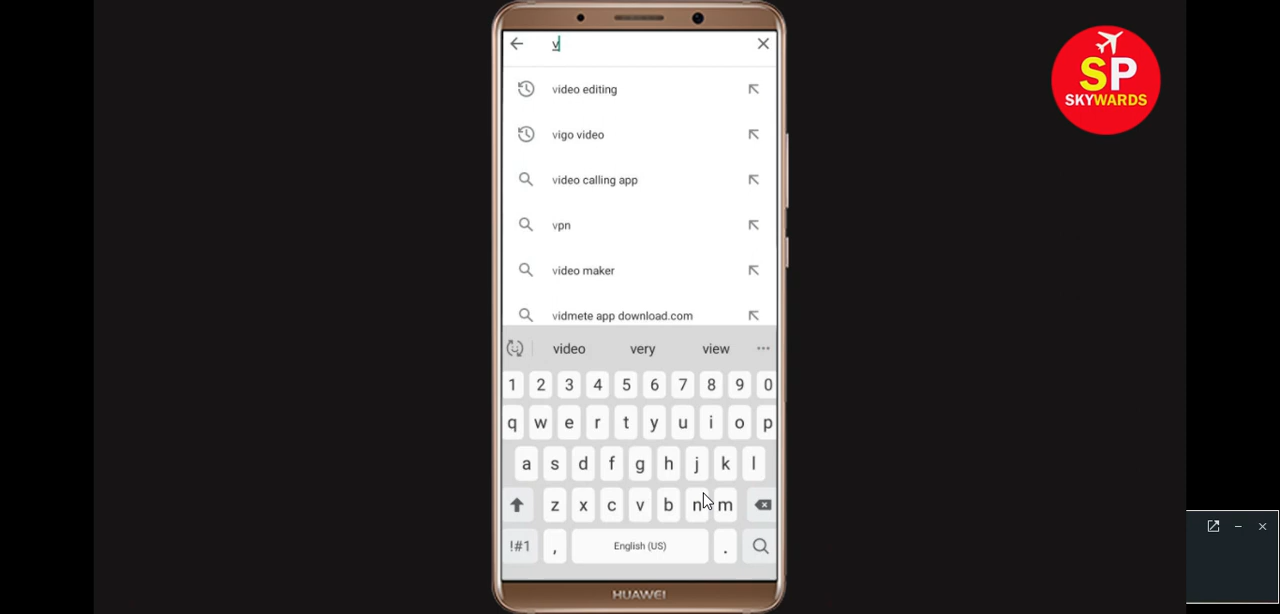 v
SP
SKYWARDS
video editing
vigo video
video calling app
vpn
video maker
vidmete app download.com
video very view ...
1 2 3 4 5 6 7 8 9 0
q w e r t y u i o p
a s d f g h j k l
z x c v b n m
!#1 , English (US) .
HUAWEI